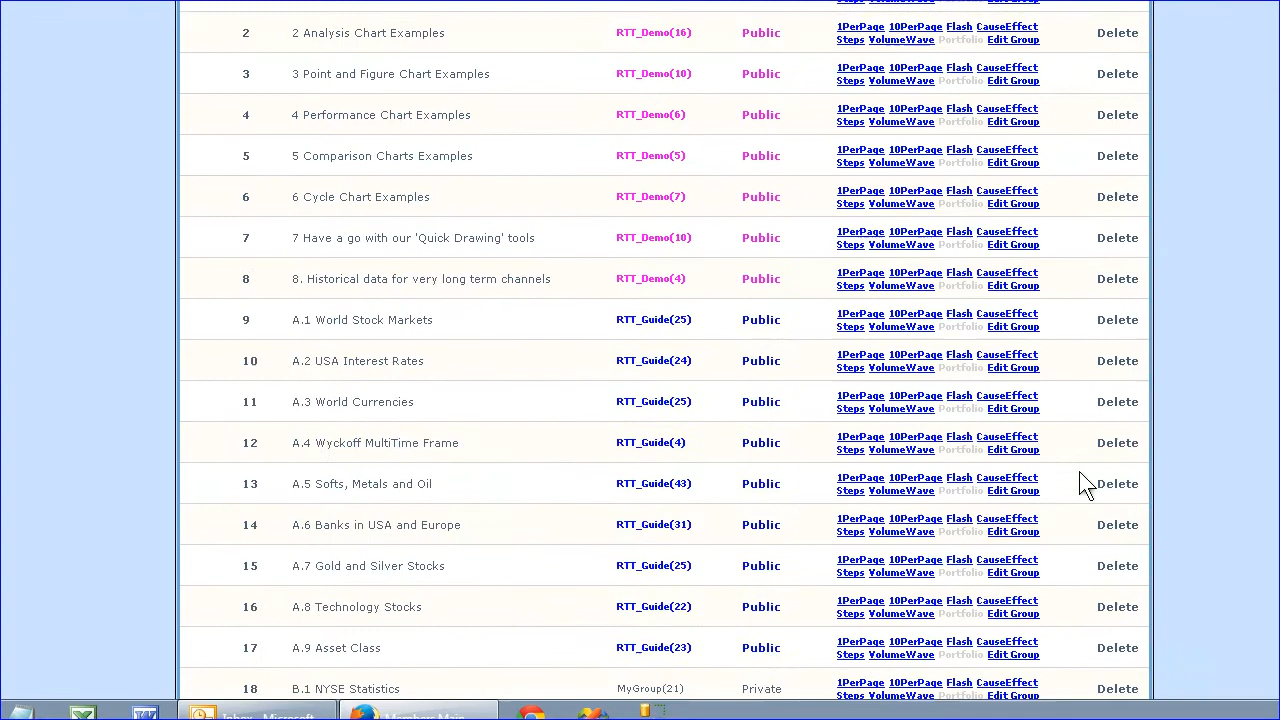 2 2 Analysis Chart Examples RTT_Demo(16) Public 1PerPage 10PerPage Flash CauseEffect Delete
Steps VolumeWave Portfolio Edit Group
3 3 Point and Figure Chart Examples RTT_Demo(10) Public 1PerPage 10PerPage Flash CauseEffect Delete
Steps VolumeWave Portfolio Edit Group
4 4 Performance Chart Examples RTT_Demo(6) Public 1PerPage 10PerPage Flash CauseEffect Delete
Steps VolumeWave Portfolio Edit Group
5 5 Comparison Charts Examples RTT_Demo(5) Public 1PerPage 10PerPage Flash CauseEffect Delete
Steps VolumeWave Portfolio Edit Group
6 6 Cycle Chart Examples RTT_Demo(7) Public 1PerPage 10PerPage Flash CauseEffect Delete
Steps VolumeWave Portfolio Edit Group
7 7 Have a go with our 'Quick Drawing' tools RTT_Demo(10) Public 1PerPage 10PerPage Flash CauseEffect Delete
Steps VolumeWave Portfolio Edit Group
8 8. Historical data for very long term channels RTT_Demo(4) Public 1PerPage 10PerPage Flash CauseEffect Delete
Steps VolumeWave Portfolio Edit Group
9 A.1 World Stock Markets RTT_Guide(25) Public 1PerPage 10PerPage Flash CauseEffect Delete
Steps VolumeWave Portfolio Edit Group
10 A.2 USA Interest Rates RTT_Guide(24) Public 1PerPage 10PerPage Flash CauseEffect Delete
Steps VolumeWave Portfolio Edit Group
11 A.3 World Currencies RTT_Guide(25) Public 1PerPage 10PerPage Flash CauseEffect Delete
Steps VolumeWave Portfolio Edit Group
12 A.4 Wyckoff MultiTime Frame RTT_Guide(4) Public 1PerPage 10PerPage Flash CauseEffect Delete
Steps VolumeWave Portfolio Edit Group
13 A.5 Softs, Metals and Oil RTT_Guide(43) Public 1PerPage 10PerPage Flash CauseEffect Delete
Steps VolumeWave Portfolio Edit Group
14 A.6 Banks in USA and Europe RTT_Guide(31) Public 1PerPage 10PerPage Flash CauseEffect Delete
Steps VolumeWave Portfolio Edit Group
15 A.7 Gold and Silver Stocks RTT_Guide(25) Public 1PerPage 10PerPage Flash CauseEffect Delete
Steps VolumeWave Portfolio Edit Group
16 A.8 Technology Stocks RTT_Guide(22) Public 1PerPage 10PerPage Flash CauseEffect Delete
Steps VolumeWave Portfolio Edit Group
17 A.9 Asset Class RTT_Guide(23) Public 1PerPage 10PerPage Flash CauseEffect Delete
Steps VolumeWave Portfolio Edit Group
18 B.1 NYSE Statistics MyGroup(21) Private 1PerPage 10PerPage Flash CauseEffect Delete
Steps VolumeWave Portfolio Edit Group
Inbox - Microsoft Members Main